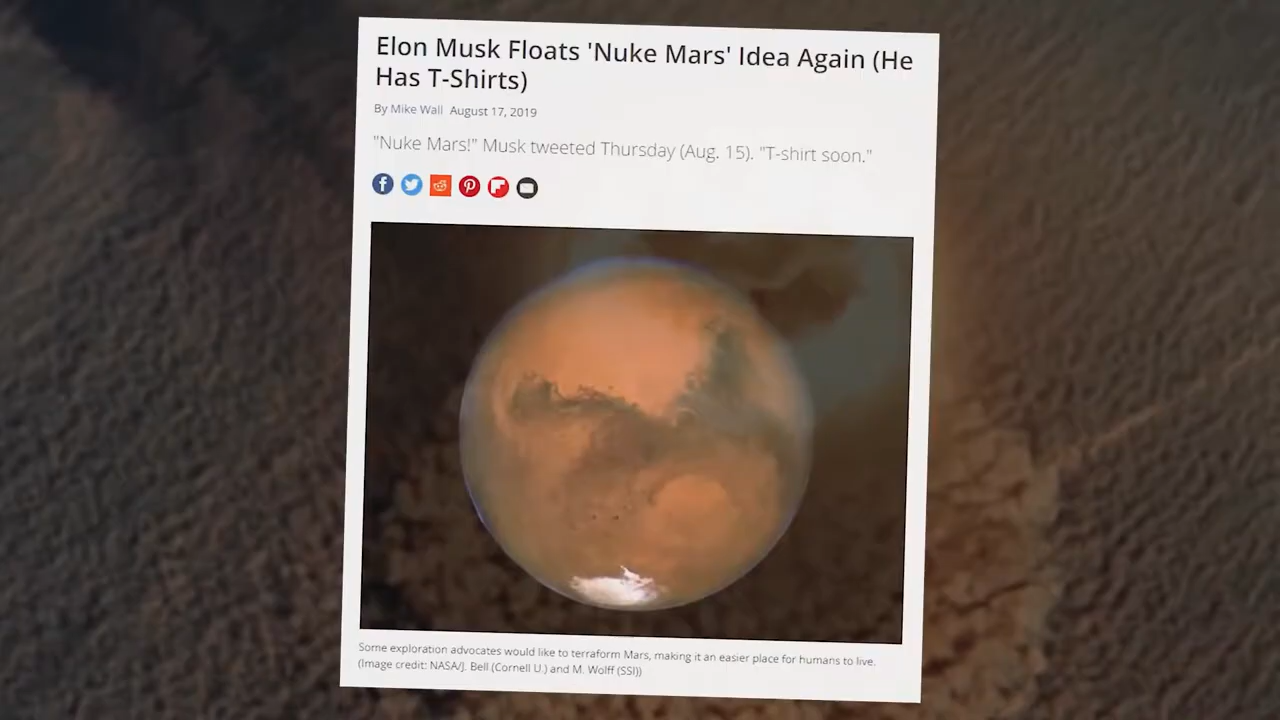 Elon Musk Floats 'Nuke Mars' Idea Again (He
Has T-Shirts)
By Mike Wall August 17, 2019
"Nuke Mars!" Musk tweeted Thursday (Aug. 15). "T-shirt soon."
Some exploration advocates would like to terraform Mars, making it an easier place for humans to live.
(Image credit: NASA/J. Bell (Cornell U.) and M. Wolff (SSI))